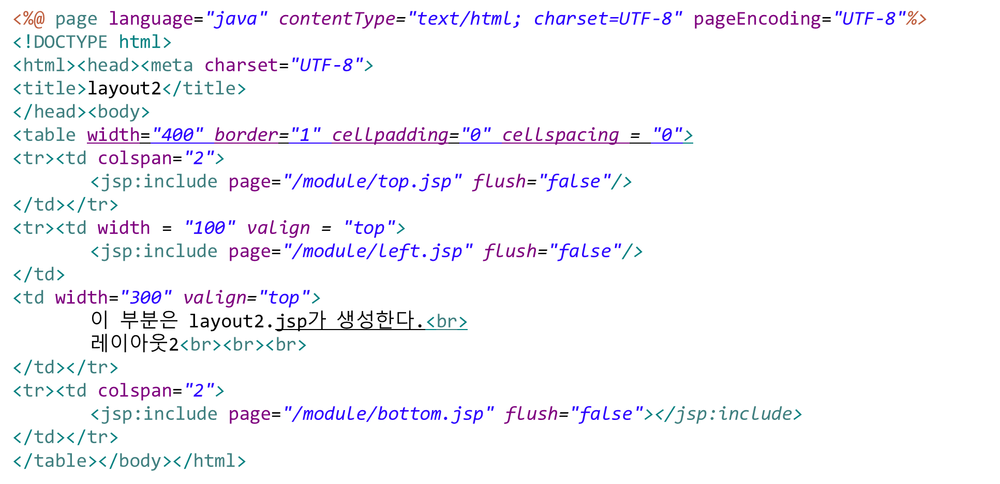 <%@ page language="java" contentType="text/html; charset=UTF-8" pageEncoding="UTF-8"%>
<!DOCTYPE html>
<html><head><meta charset="UTF-8">
<title>layout2</title>
</head><body>
<table width="400" border="1" cellpadding="0" cellspacing = "0">
<tr><td colspan="2">
<jsp:include page="/module/top.jsp" flush="false"/>
</td></tr>
<tr><td width = "100" valign = "top">
<jsp:include page="/module/left.jsp" flush="false"/>
</td>
<td width="300" valign="top">
이 부분은 layout2.jsp가 생성한다.<br>
레이아웃2<br><br><br>
</td></tr>
<tr><td colspan="2">
<jsp:include page="/module/bottom.jsp" flush="false"></jsp:include>
</td></tr>
</table></body></html>